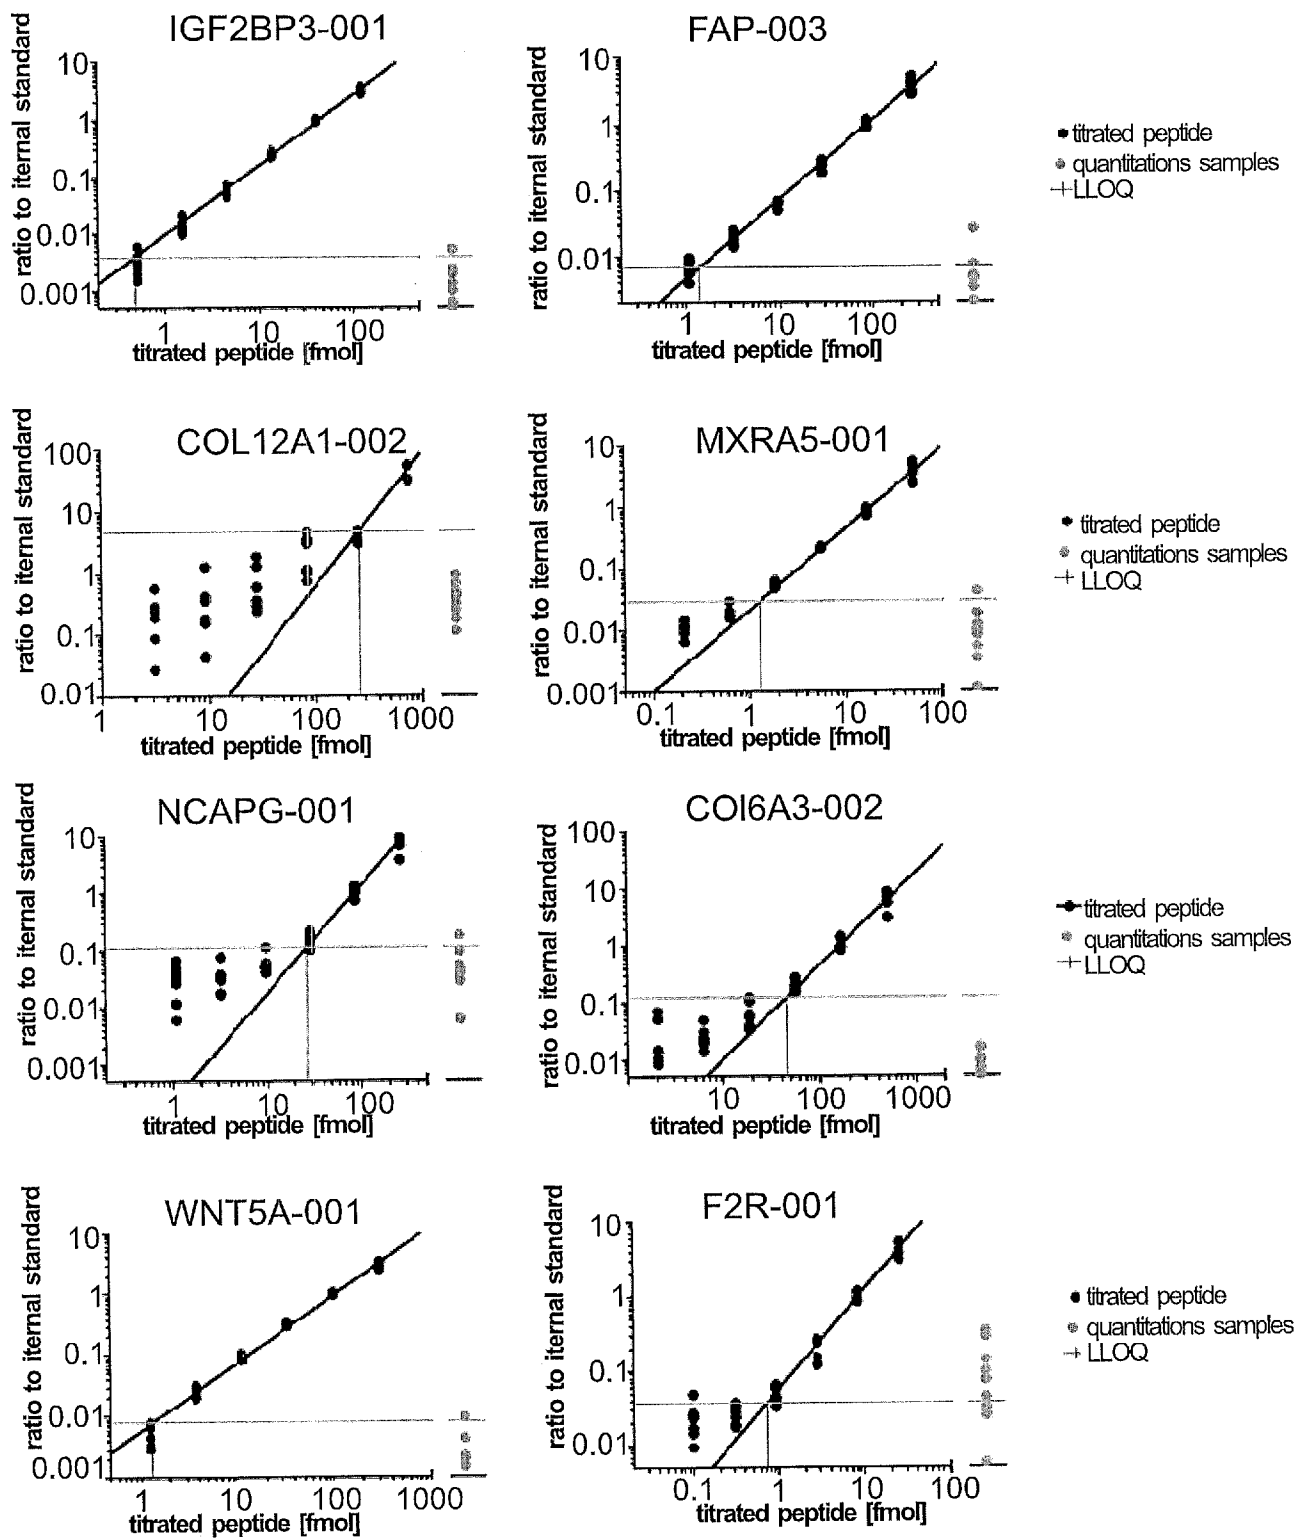 IGF2BP3-001
ratio to iternal standard
10
1
0.1
0.01
0.001
1
10
100
titrated peptide [fmol]
FAP-003
ratio to iternal standard
10
1
0.1
0.01
1
10
100
titrated peptide [fmol]
titrated peptide
quantitations samples
LLOQ
COL12A1-002
ratio to iternal standard
100
10
1
0.1
0.01
1
10
100
1000
titrated peptide [fmol]
MXRA5-001
ratio to iternal standard
10
1
0.1
0.01
0.001
0.1
1
10
100
titrated peptide [fmol]
titrated peptide
quantitations samples
LLOQ
NCAPG-001
ratio to iternal standard
10
1
0.1
0.01
0.001
1
10
100
titrated peptide [fmol]
COl6A3-002
ratio to iternal standard
100
10
1
0.1
0.01
10
100
1000
titrated peptide [fmol]
titrated peptide
quantitations samples
LLOQ
WNT5A-001
ratio to iternal standard
10
1
0.1
0.01
0.001
1
10
100
1000
titrated peptide [fmol]
F2R-001
ratio to iternal standard
10
1
0.1
0.01
0.1
1
10
100
titrated peptide [fmol]
titrated peptide
quantitations samples
LLOQ